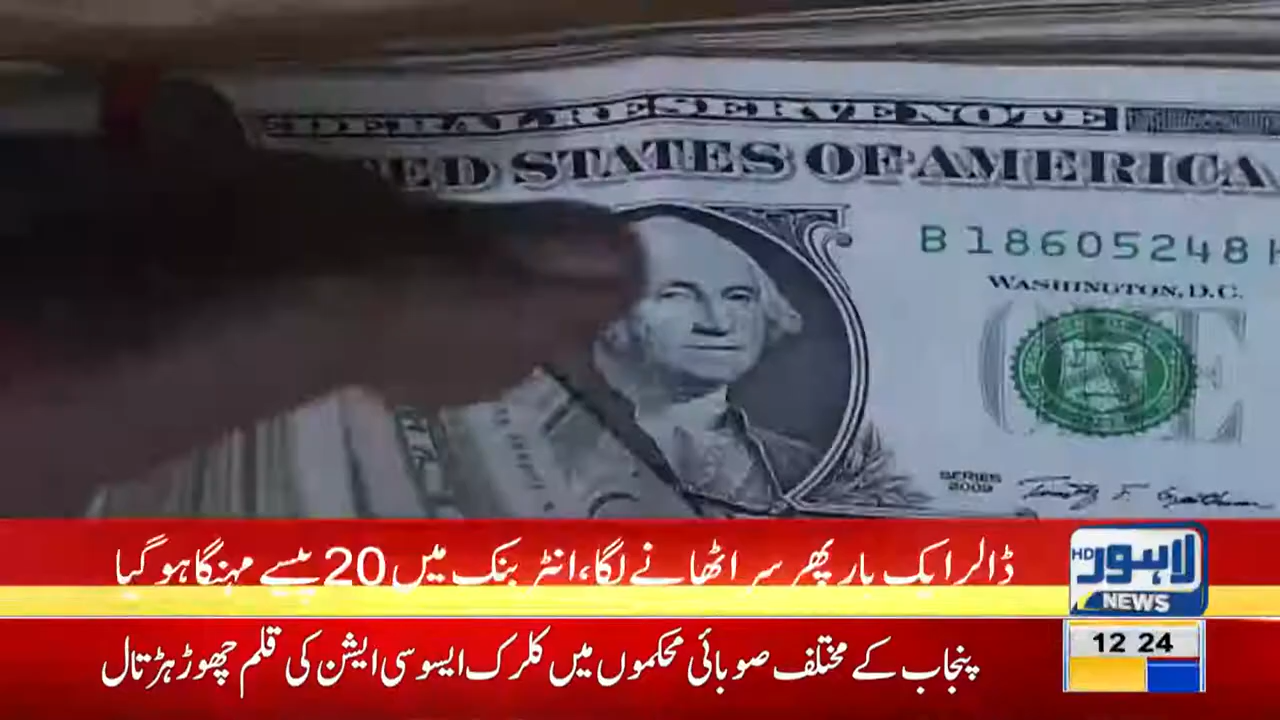 FEDERAL RESERVE NOTE
UNITED STATES OF AMERICA
B 18605248 H
WASHINGTON, D.C.
SERIES
2009
ڈالر ایک بار پھر سر اٹھانے لگا، انٹر بنک میں 20 پیسے مہنگا ہو گیا
HD لاہور
NEWS
12 24
پنجاب کے مختلف صوبائی محکموں میں کلرک ایسوسی ایشن کی قلم چھوڑ ہڑتال